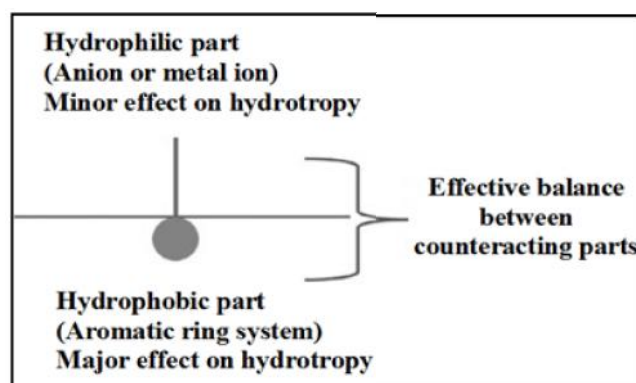 Hydrophilic part
(Anion or metal ion)
Minor effect on hydrotropy
Effective balance
between
counteracting parts
Hydrophobic part
(Aromatic ring system)
Major effect on hydrotropy